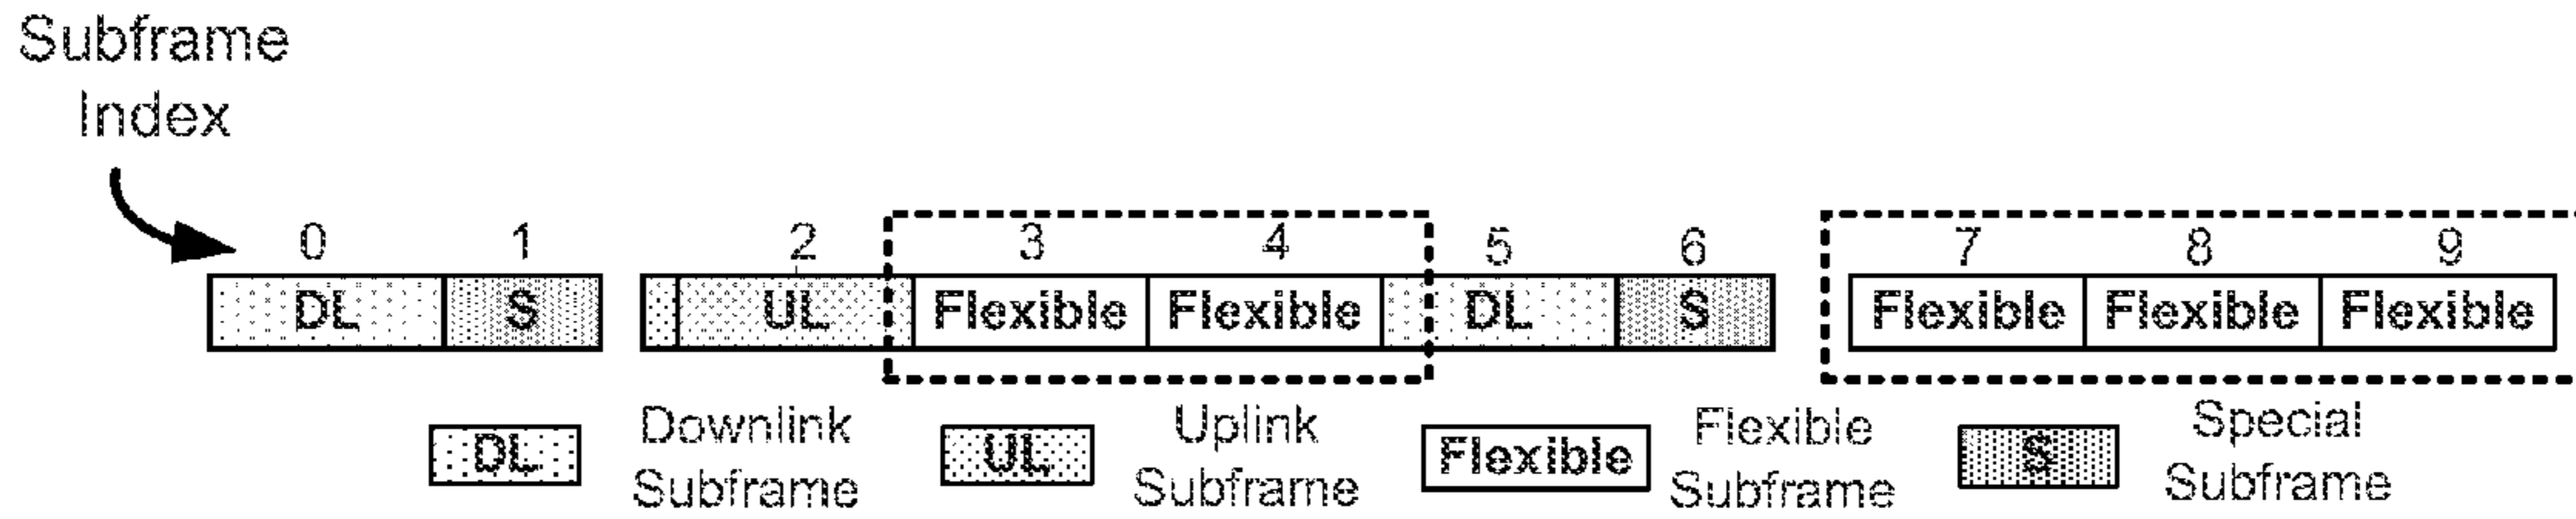 Subframe
Index
0 1 2 3 4 5 6 7 8 9
DL S UL Flexible Flexible DL S Flexible Flexible Flexible
DL Downlink Subframe
UL Uplink Subframe
Flexible Flexible Subframe
S Special Subframe